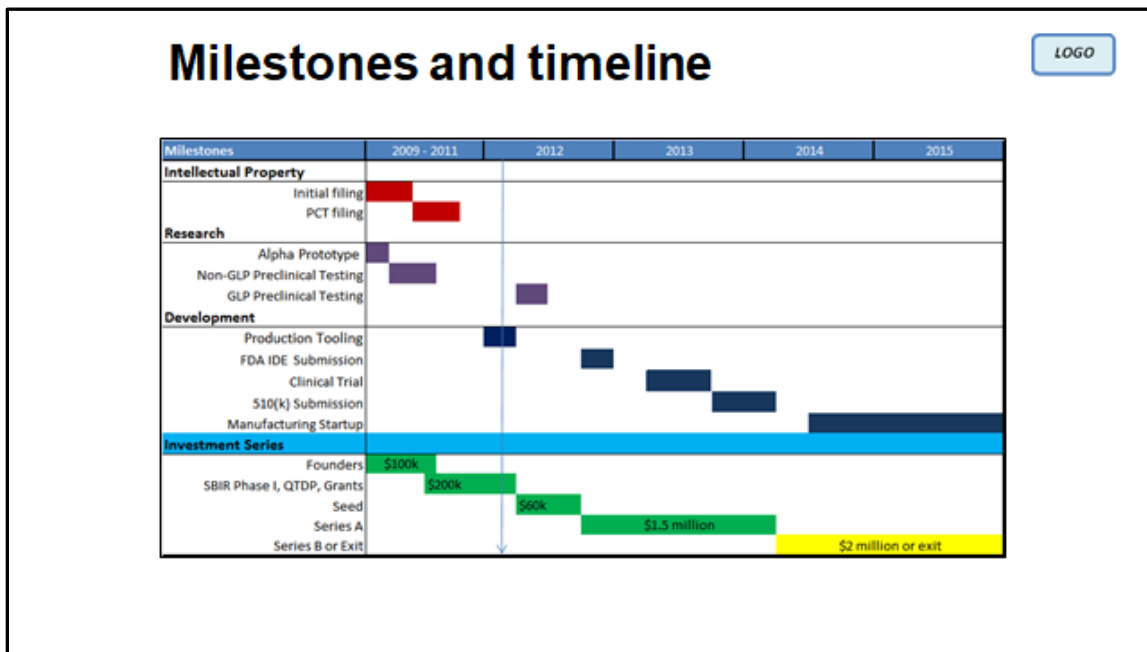 Milestones and timeline
LOGO
Milestones 2009 - 2011 2012 2013 2014 2015
Intellectual Property
Initial filing
PCT filing
Research
Alpha Prototype
Non-GLP Preclinical Testing
GLP Preclinical Testing
Development
Production Tooling
FDA IDE Submission
Clinical Trial
510(k) Submission
Manufacturing Startup
Investment Series
Founders $100k
SBIR Phase I, QTDP, Grants $200k
Seed $60k
Series A $1.5 million
Series B or Exit $2 million or exit